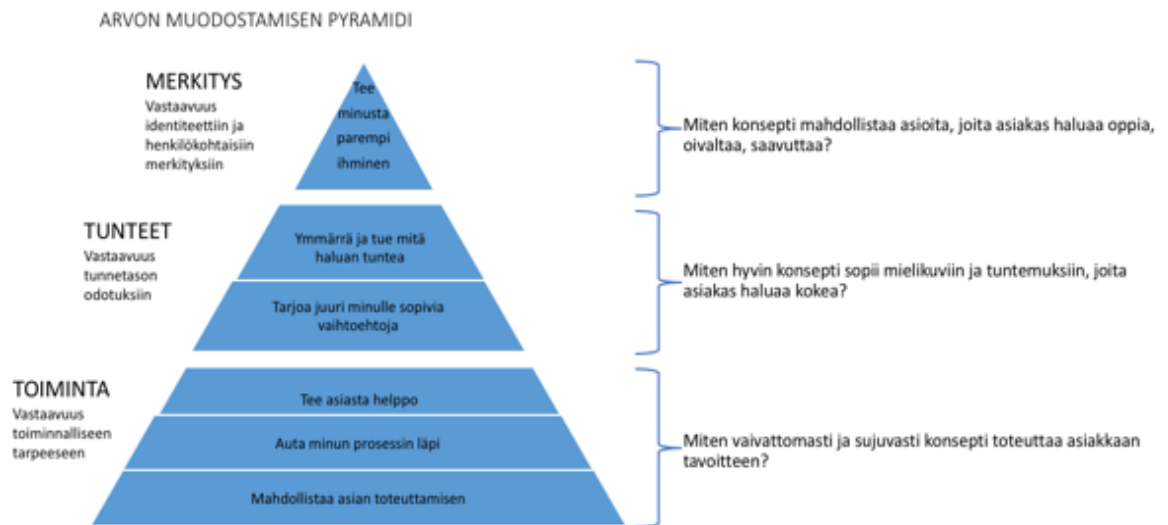 ARVON MUODOSTAMISEN PYRAMIDI
MERKITYS
Vastaavuus
identiteettiin ja
henkilökohtaisiin
merkityksiin
Tee
minusta
parempi
ihminen
Miten konsepti mahdollistaa asioita, joita asiakas haluaa oppia,
oivaltaa, saavuttaa?
TUNTEET
Vastaavuus
tunnetason
odotuksiin
Ymmärrä ja tue mitä
haluan tuntea
Tarjoa juuri minulle sopivia
vaihtoehtoja
Miten hyvin konsepti sopii mielikuviin ja tuntemuksiin, joita
asiakas haluaa kokea?
TOIMINTA
Vastaavuus
toiminnalliseen
tarpeeseen
Tee asiasta helppo
Auta minun prosessin läpi
Mahdollistaa asian toteuttamisen
Miten vaivattomasti ja sujuvasti konsepti toteuttaa asiakkaan
tavoitteen?